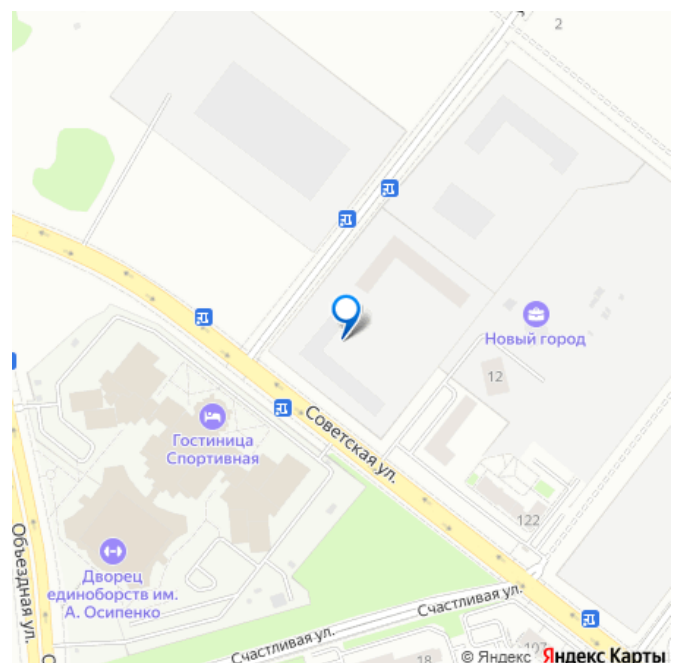 2
Новый город
12
Советская ул.
Гостиница
Спортивная
122
Объездная ул.
Дворец
единоборств им.
А. Осипенко
Счастливая ул.
Счастливая ул.
107
18
С
© Яндекс Яндекс Карты